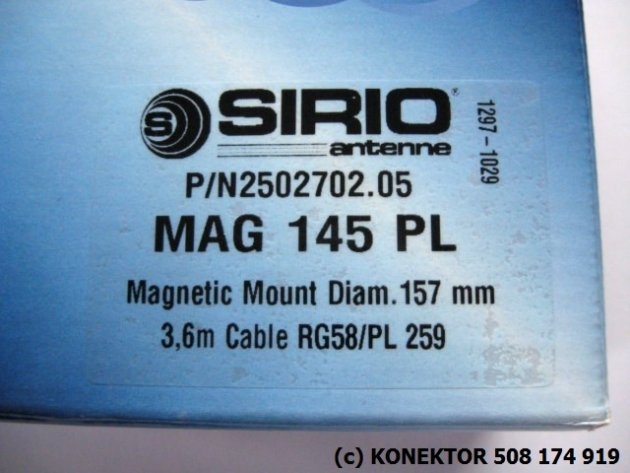 S SIRIO®
antenne
1297-1029
P/N2502702.05
MAG 145 PL
Magnetic Mount Diam.157 mm
3,6m Cable RG58/PL 259
(c) KONEKTOR 508 174 919